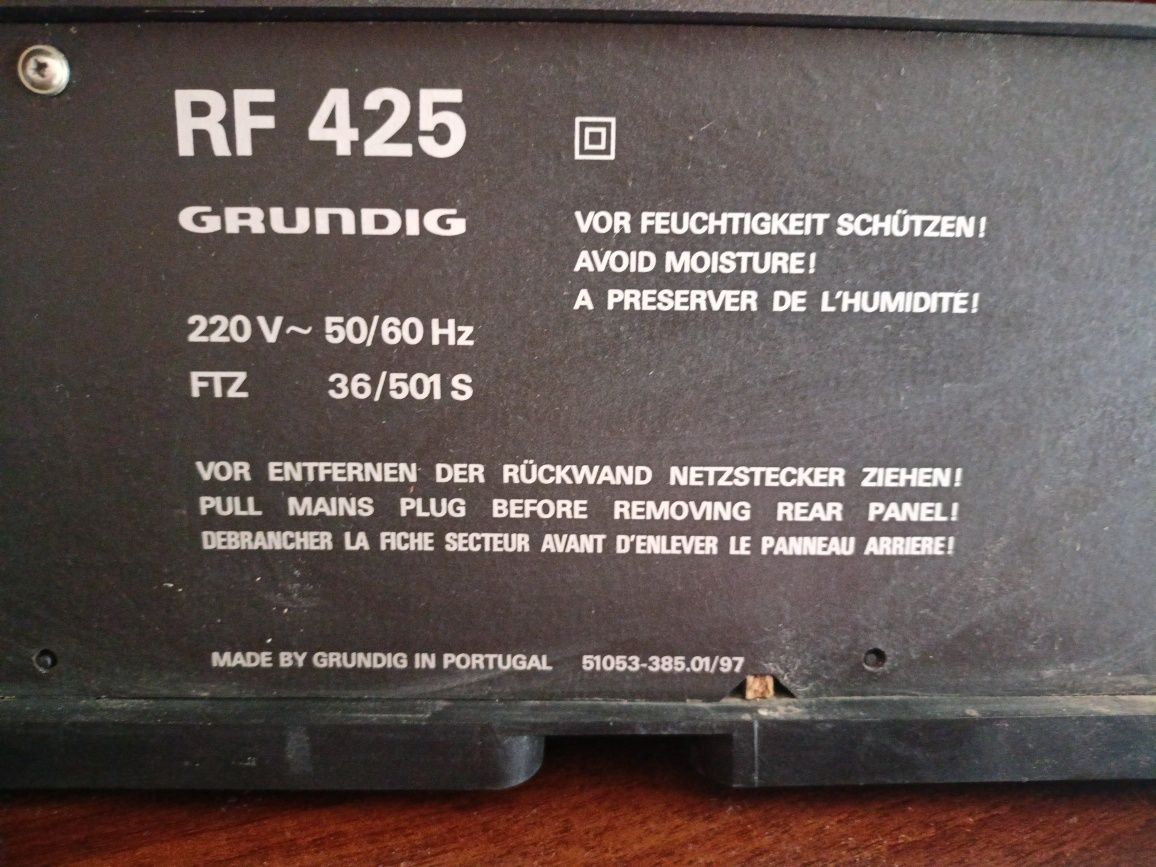 RF 425
GRUNDIG
220 V~ 50/60 Hz
FTZ 36/501 S
VOR FEUCHTIGKEIT SCHÜTZEN!
AVOID MOISTURE!
A PRESERVER DE L'HUMIDITÉ!
VOR ENTFERNEN DER RÜCKWAND NETZSTECKER ZIEHEN!
PULL MAINS PLUG BEFORE REMOVING REAR PANEL!
DEBRANCHER LA FICHE SECTEUR AVANT D'ENLEVER LE PANNEAU ARRIERE!
MADE BY GRUNDIG IN PORTUGAL 51053-385.01/97